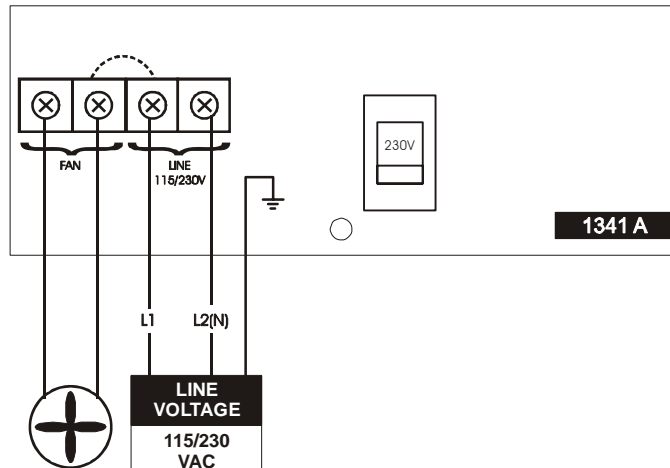 FAN
LINE
115/230V
230V
1341 A
L1
L2(N)
LINE
VOLTAGE
115/230
VAC